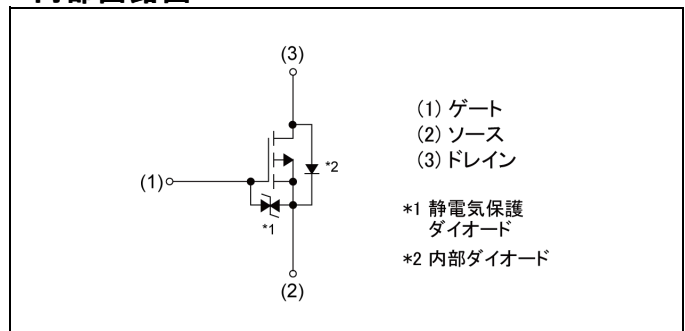 (3)
(1) ゲート
(2) ソース
(3) ドレイン
(1)
*2
*1
*1 静電気保護
ダイオード
*2 内部ダイオード
(2)